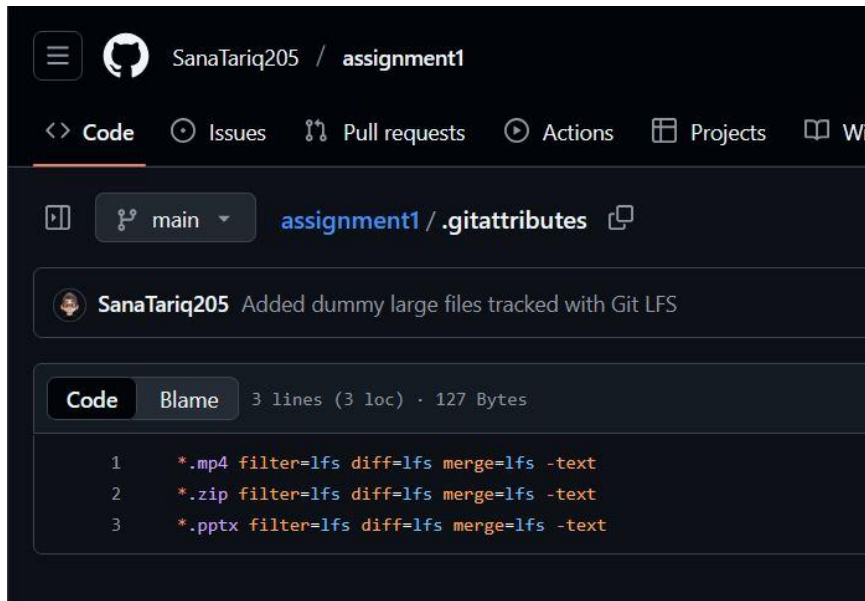 SanaTariq205 / assignment1
Code Issues Pull requests Actions Projects
main assignment1 / .gitattributes
SanaTariq205 Added dummy large files tracked with Git LFS
Code Blame 3 lines (3 loc) · 127 Bytes
1 *.mp4 filter=lfs diff=lfs merge=lfs -text
2 *.zip filter=lfs diff=lfs merge=lfs -text
3 *.pptx filter=lfs diff=lfs merge=lfs -text